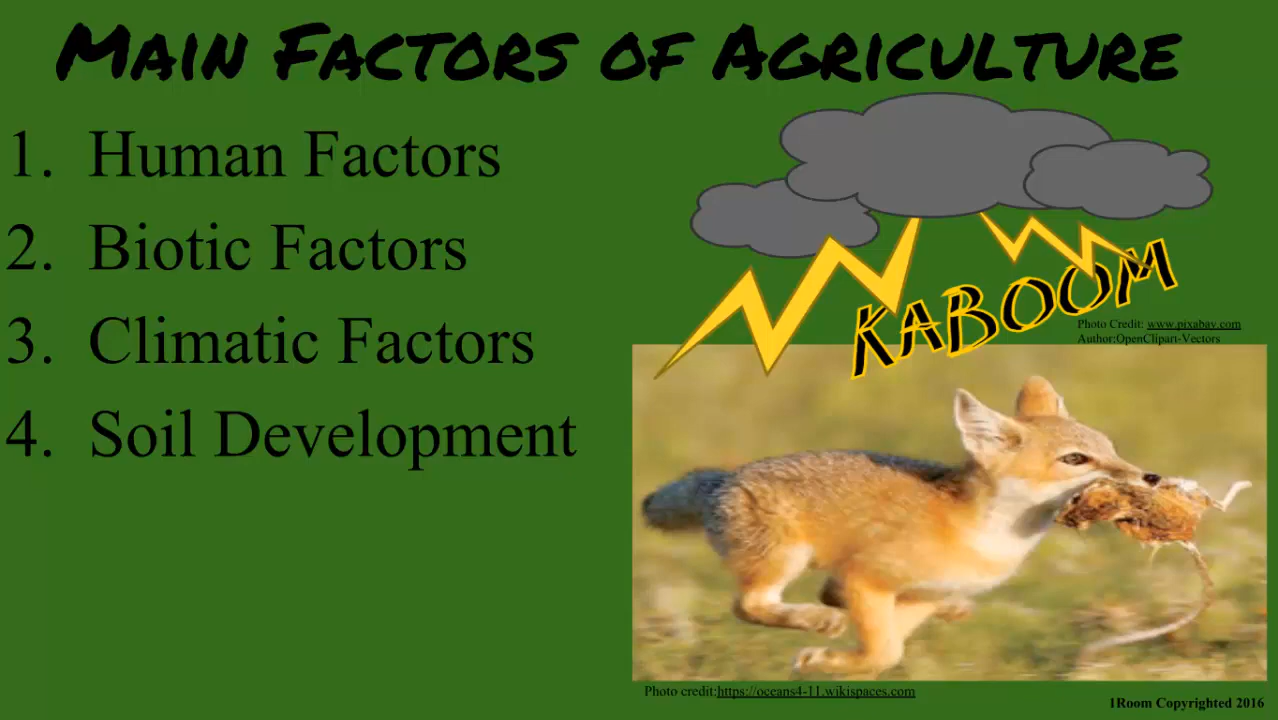 Main Factors of Agriculture
1. Human Factors
2. Biotic Factors
3. Climatic Factors
4. Soil Development
KABOOM
Photo Credit: www.pixabay.com
Author:OpenClipart-Vectors
Photo credit:https://oceans4-11.wikispaces.com
1Room Copyrighted 2016